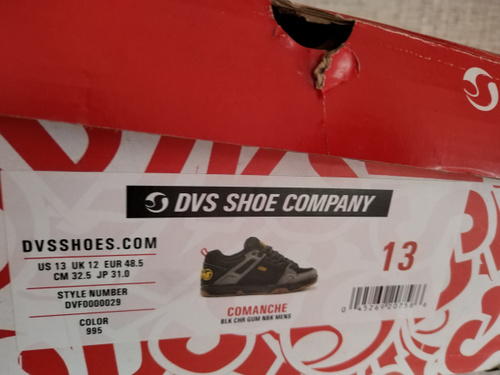 DVS SHOE COMPANY
DVSSHOES.COM
US 13 UK 12 EUR 48.5
CM 32.5 JP 31.0
STYLE NUMBER
DVF0000029
COLOR
995
COMANCHE
BLK CHR GUM NBK MENS
13